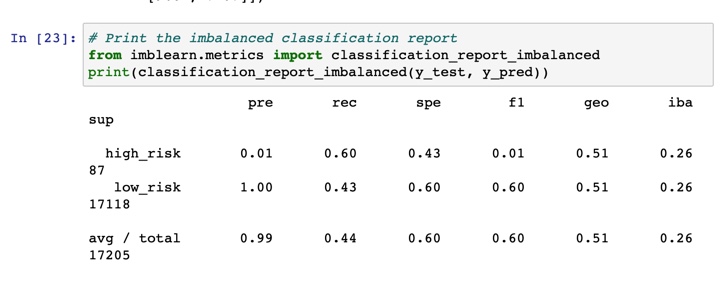 In [23]: # Print the imbalanced classification report
from imblearn.metrics import classification_report_imbalanced
print(classification_report_imbalanced(y_test, y_pred))
pre rec spe f1 geo iba
sup
high_risk 0.01 0.60 0.43 0.01 0.51 0.26
87
low_risk 1.00 0.43 0.60 0.60 0.51 0.26
17118
avg / total 0.99 0.44 0.60 0.60 0.51 0.26
17205